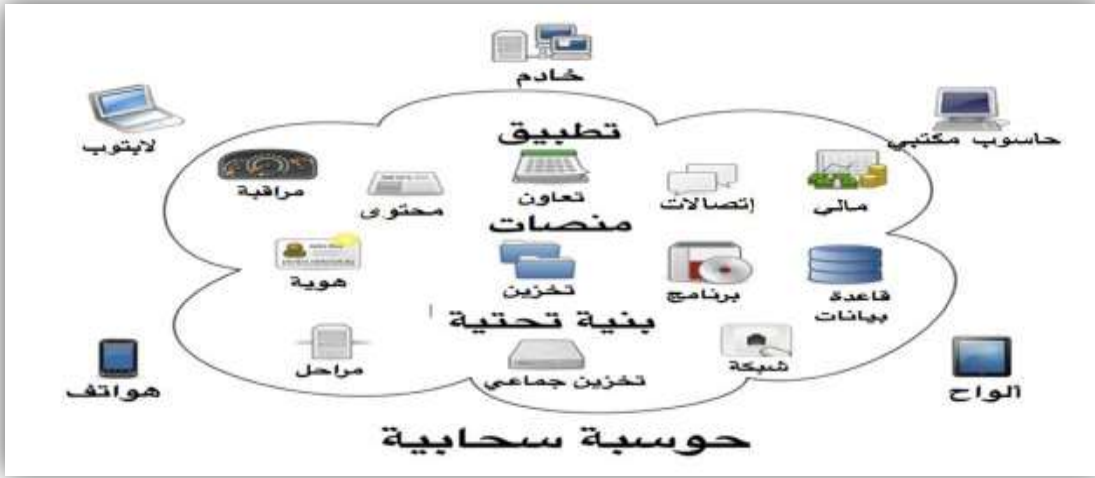 خادم
لابتوب
حاسوب مكتبي
تطبيق
مراقبة
محتوى
تعاون
إتصالات
مالي
منصات
هوية
تخزين
برنامج
قاعدة
بيانات
بنية تحتية
مراحل
تخزين جماعي
شبكة
هواتف
ألواح
حوسبة سحابية